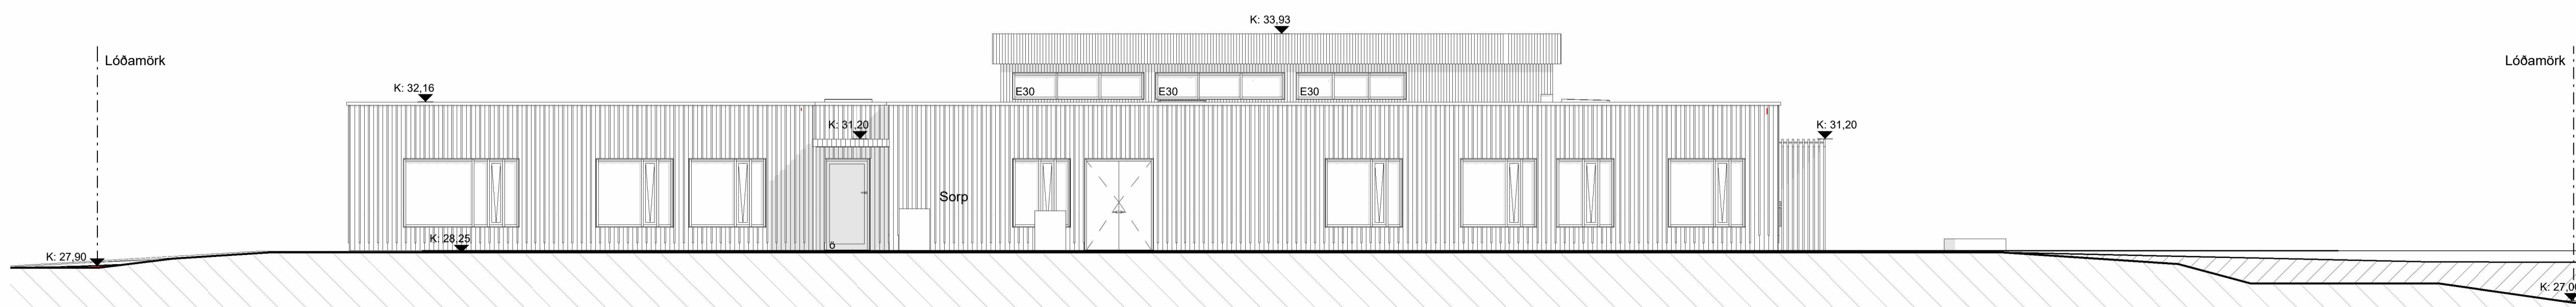 K: 33,93
Lóðamörk
Lóðamörk
K: 32,16
E30
E30
E30
K: 31,20
K: 31,20
Sorp
K: 28,25
Ö
K: 27,90